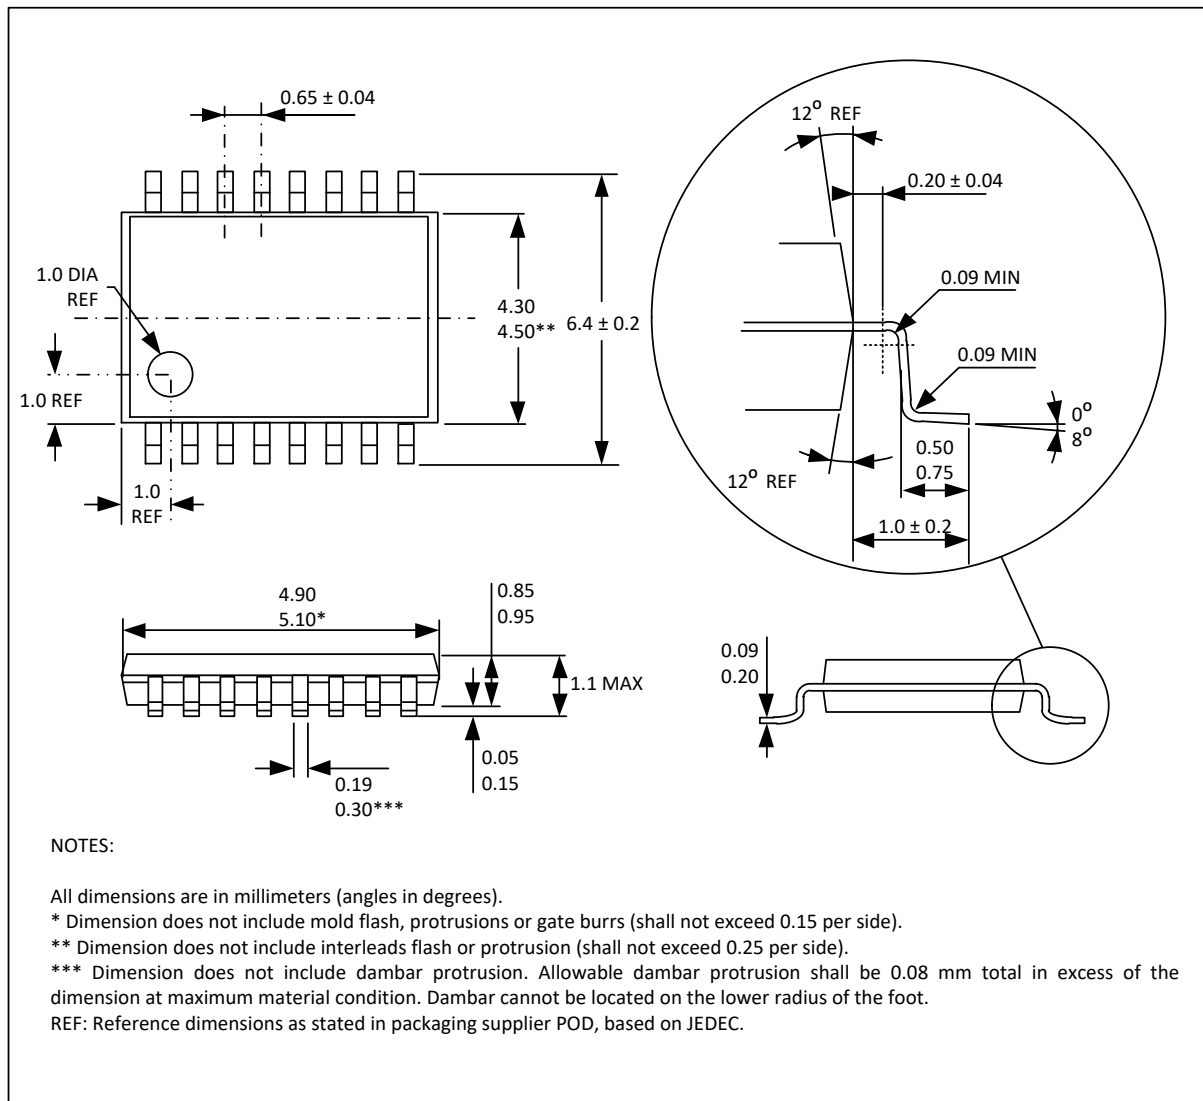 0.65 ± 0.04
1.0 DIA
REF
1.0 REF
1.0
REF
4.30
4.50**
6.4 ± 0.2
12° REF
0.20 ± 0.04
0.09 MIN
0.09 MIN
0°
8°
0.50
0.75
12° REF
1.0 ± 0.2
4.90
5.10*
0.85
0.95
1.1 MAX
0.05
0.15
0.19
0.30***
0.09
0.20
NOTES:
All dimensions are in millimeters (angles in degrees).
* Dimension does not include mold flash, protrusions or gate burrs (shall not exceed 0.15 per side).
** Dimension does not include interleads flash or protrusion (shall not exceed 0.25 per side).
*** Dimension does not include dambar protrusion. Allowable dambar protrusion shall be 0.08 mm total in excess of the
dimension at maximum material condition. Dambar cannot be located on the lower radius of the foot.
REF: Reference dimensions as stated in packaging supplier POD, based on JEDEC.